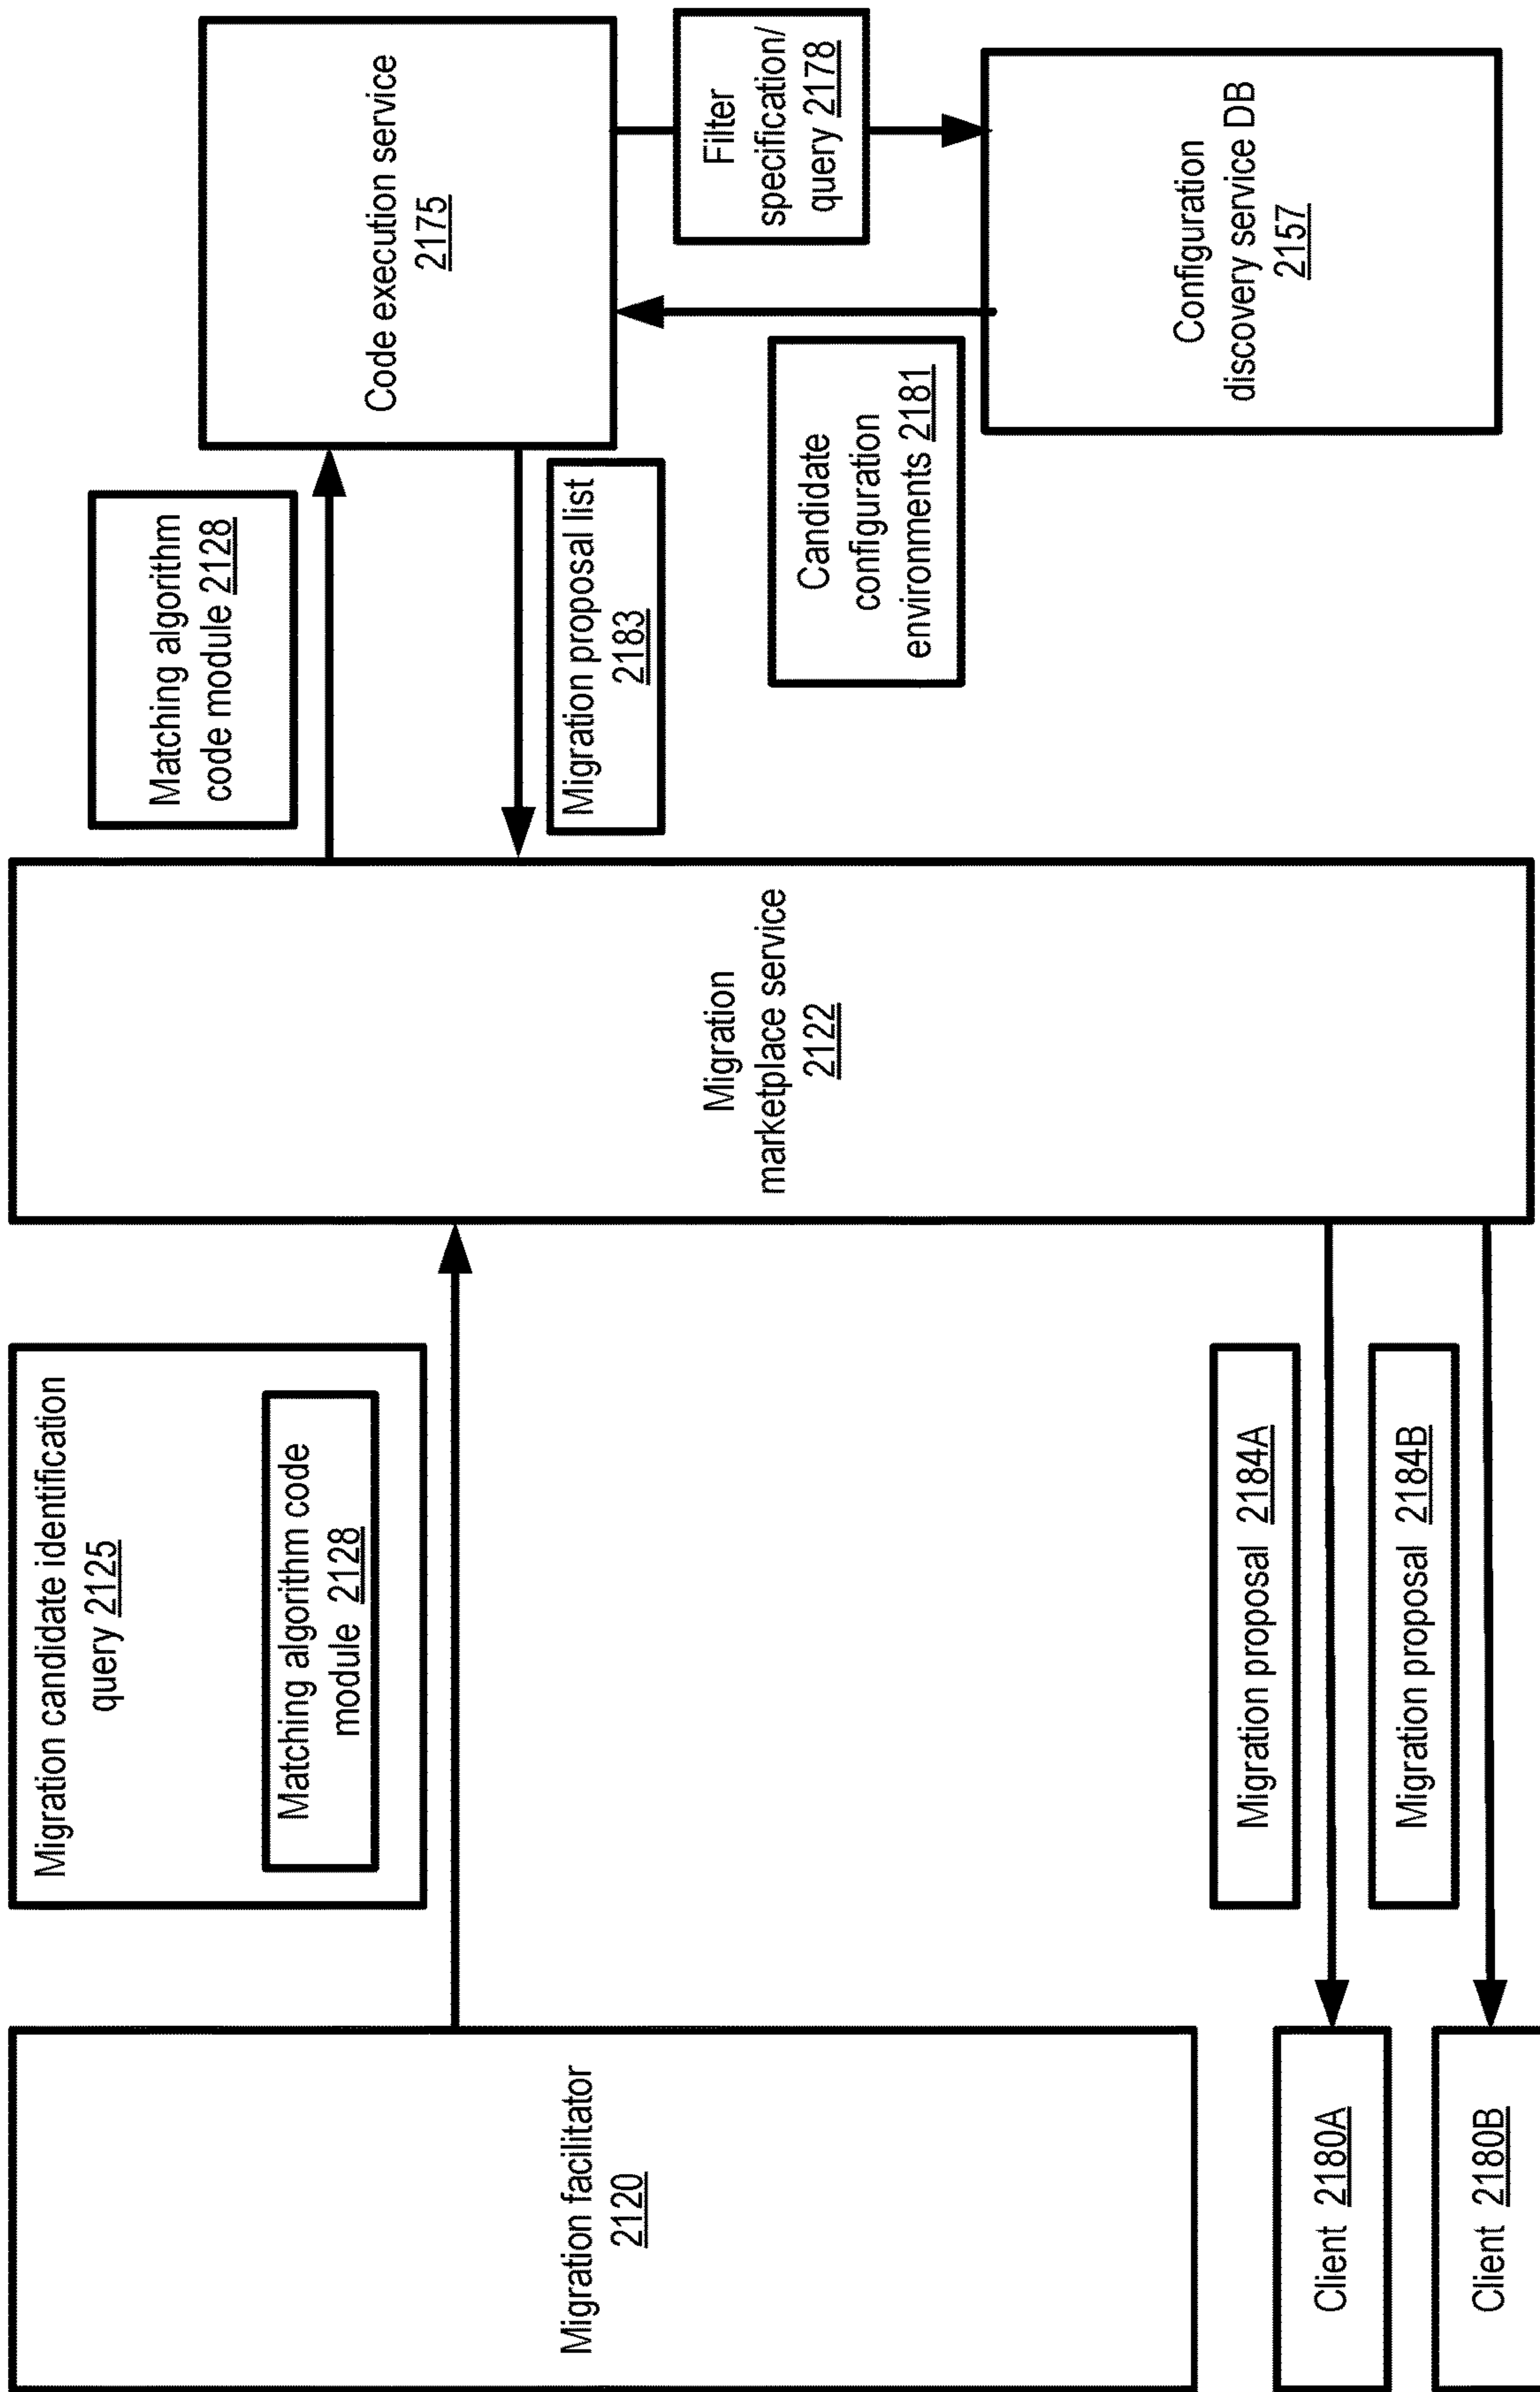 Migration facilitator
2120
Client 2180A
Client 2180B
Migration candidate identification
query 2125
Matching algorithm code
module 2128
Migration proposal 2184A
Migration proposal 2184B
Migration
marketplace service
2122
Matching algorithm
code module 2128
Migration proposal list
2183
Code execution service
2175
Filter
specification/
query 2178
Candidate
configuration
environments 2181
Configuration
discovery service DB
2157